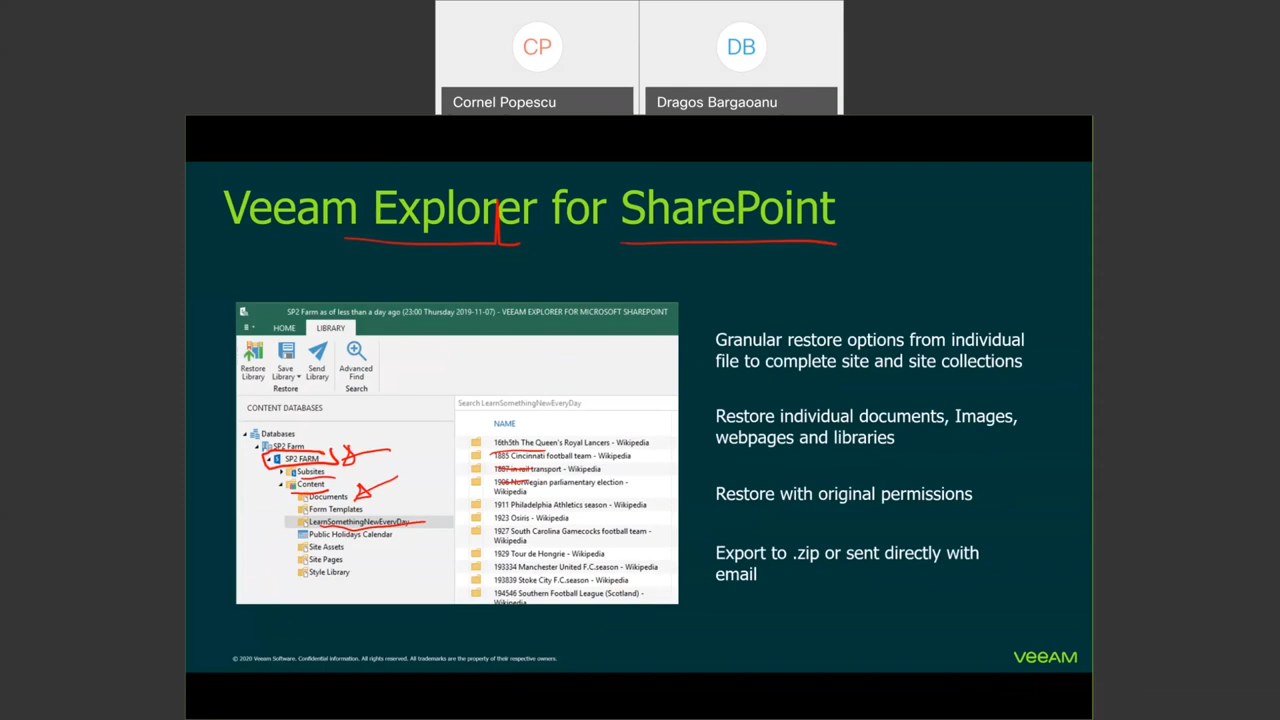 CP
DB
Cornel Popescu
Dragos Bargaoanu
Veeam Explorer for SharePoint
SP2 Farm as of less than a day ago (23:00 Thursday 2019-11-07) - VEEAM EXPLORER FOR MICROSOFT SHAREPOINT
HOME
LIBRARY
Restore
Library
Save
Library
Send
Library
Advanced
Find
Restore
Search
CONTENT DATABASES
Databases
SP2 Farm
SP2 FARM
Subsites
Content
Documents
Form Templates
LearnSomethingNewEveryDay
Public Holidays Calendar
Site Assets
Site Pages
Style Library
Search LearnSomethingNewEveryDay
NAME
16th5th The Queen's Royal Lancers - Wikipedia
1885 Cincinnati football team - Wikipedia
1887 in rail transport - Wikipedia
1906 Norwegian parliamentary election -
Wikipedia
1911 Philadelphia Athletics season - Wikipedia
1923 Osiris - Wikipedia
1927 South Carolina Gamecocks football team -
Wikipedia
1929 Tour de Hongrie - Wikipedia
193334 Manchester United F.C.season - Wikipedia
193839 Stoke City F.C.season - Wikipedia
194546 Southern Football League (Scotland) -
Wikipedia
Granular restore options from individual
file to complete site and site collections
Restore individual documents, Images,
webpages and libraries
Restore with original permissions
Export to .zip or sent directly with
email
© 2020 Veeam Software. Confidential information. All rights reserved. All trademarks are the property of their respective owners.
VEEAM